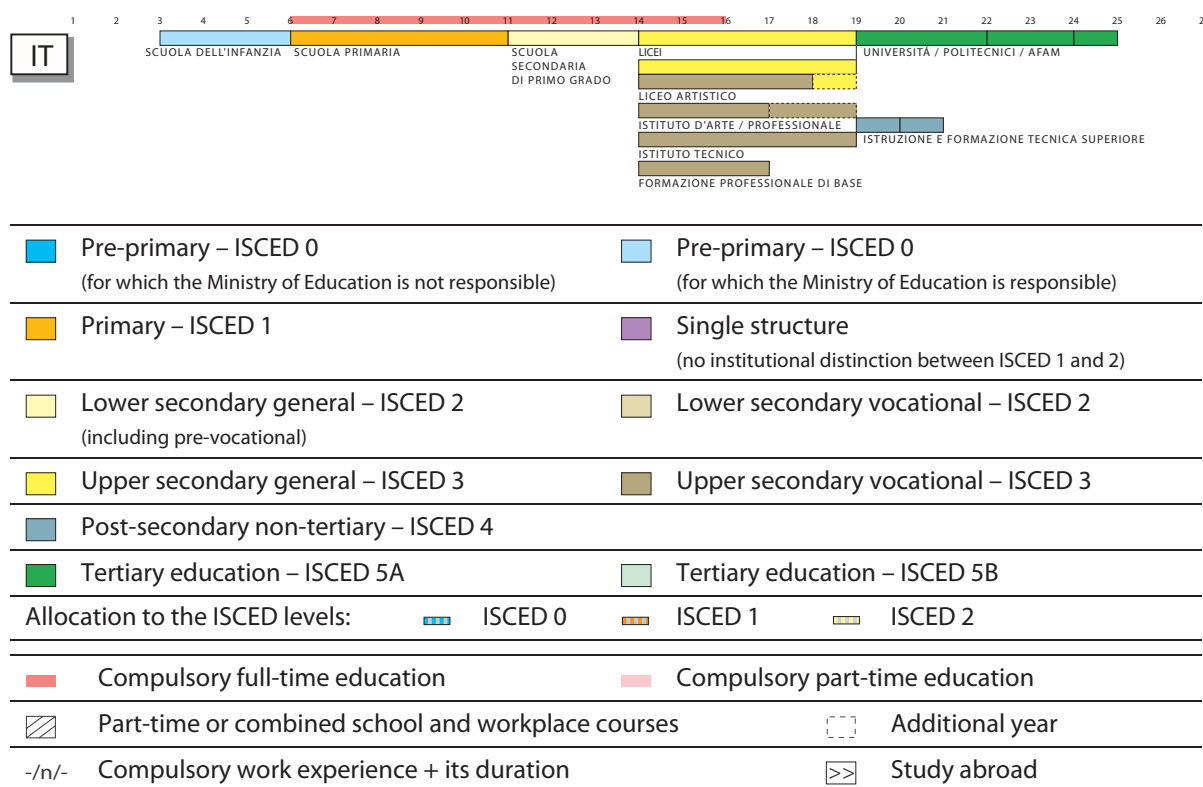 1 2 3 4 5 6 7 8 9 10 11 12 13 14 15 16 17 18 19 20 21 22 23 24 25 26
IT
SCUOLA DELL'INFANZIA SCUOLA PRIMARIA SCUOLA LICEI UNIVERSITÁ / POLITECNICI / AFAM
SECONDARIA
DI PRIMO GRADO
LICEO ARTISTICO
ISTITUTO D'ARTE / PROFESSIONALE
ISTRUZIONE E FORMAZIONE TECNICA SUPERIORE
ISTITUTO TECNICO
FORMAZIONE PROFESSIONALE DI BASE
Pre-primary – ISCED 0 Pre-primary – ISCED 0
(for which the Ministry of Education is not responsible) (for which the Ministry of Education is responsible)
Primary – ISCED 1 Single structure
(no institutional distinction between ISCED 1 and 2)
Lower secondary general – ISCED 2 Lower secondary vocational – ISCED 2
(including pre-vocational)
Upper secondary general – ISCED 3 Upper secondary vocational – ISCED 3
Post-secondary non-tertiary – ISCED 4
Tertiary education – ISCED 5A Tertiary education – ISCED 5B
Allocation to the ISCED levels: ISCED 0 ISCED 1 ISCED 2
Compulsory full-time education Compulsory part-time education
Part-time or combined school and workplace courses Additional year
-/n/- Compulsory work experience + its duration >> Study abroad